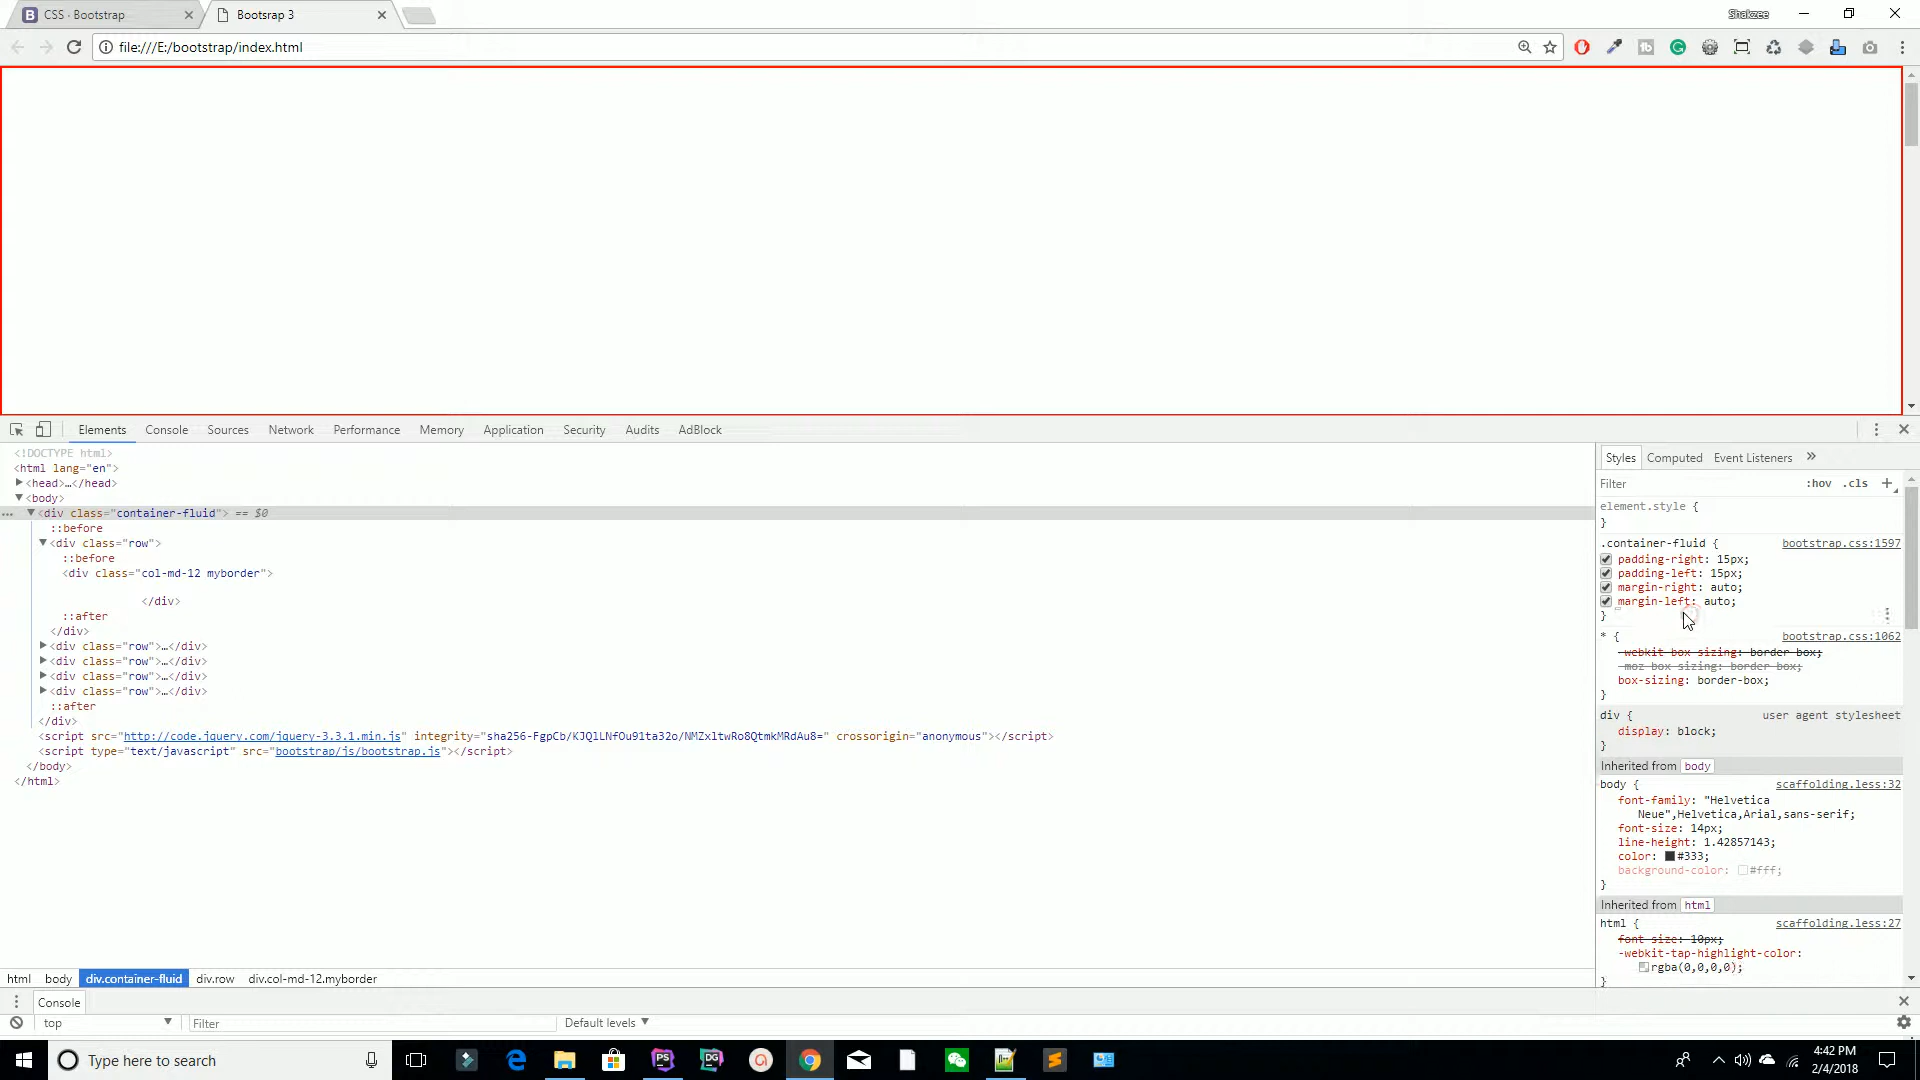 CSS · Bootstrap
Bootsrap 3
Shakzee
file:///E:/bootstrap/index.html
Elements Console Sources Network Performance Memory Application Security Audits AdBlock
<!DOCTYPE html>
<html lang="en">
<head>…</head>
<body>
<div class="container-fluid"> == $0
::before
<div class="row">
::before
<div class="col-md-12 myborder">
</div>
::after
</div>
<div class="row">…</div>
<div class="row">…</div>
<div class="row">…</div>
<div class="row">…</div>
::after
</div>
<script src="http://code.jquery.com/jquery-3.3.1.min.js" integrity="sha256-FgpCb/KJQlLNfOu91ta32o/NMZxltwRo8QtmkMRdAu8=" crossorigin="anonymous"></script>
<script type="text/javascript" src="bootstrap/js/bootstrap.js"></script>
</body>
</html>
html body div.container-fluid div.row div.col-md-12.myborder
Styles Computed Event Listeners »
Filter :hov .cls +
element.style {
}
.container-fluid { bootstrap.css:1597
padding-right: 15px;
padding-left: 15px;
margin-right: auto;
margin-left: auto;
}
* { bootstrap.css:1062
-webkit-box-sizing: border-box;
-moz-box-sizing: border-box;
box-sizing: border-box;
}
div { user agent stylesheet
display: block;
}
Inherited from body
body { scaffolding.less:32
font-family: "Helvetica
Neue",Helvetica,Arial,sans-serif;
font-size: 14px;
line-height: 1.42857143;
color: #333;
background-color: #fff;
}
Inherited from html
html { scaffolding.less:27
font-size: 10px;
-webkit-tap-highlight-color:
rgba(0,0,0,0);
}
Console
top Filter Default levels
Type here to search
4:42 PM
2/4/2018